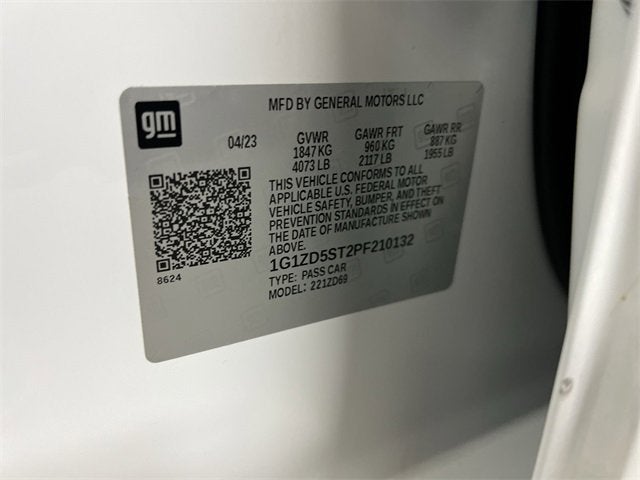 gm
MFD BY GENERAL MOTORS LLC
04/23 GVWR GAWR FRT GAWR RR
1847 KG 960 KG 887 KG
4073 LB 2117 LB 1955 LB
THIS VEHICLE CONFORMS TO ALL
APPLICABLE U.S. FEDERAL MOTOR
VEHICLE SAFETY, BUMPER, AND THEFT
PREVENTION STANDARDS IN EFFECT ON
THE DATE OF MANUFACTURE SHOWN
ABOVE.
1G1ZD5ST2PF210132
TYPE: PASS CAR
MODEL: 221ZD69
8624